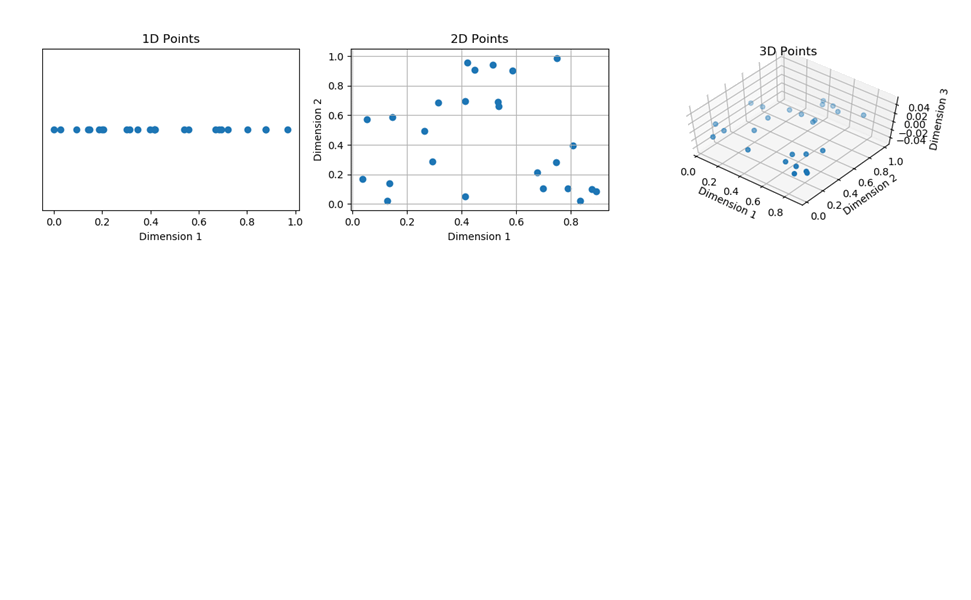 1D Points
0.0 0.2 0.4 0.6 0.8 1.0
Dimension 1
2D Points
1.0
0.8
0.6
0.4
0.2
0.0
Dimension 2
0.0 0.2 0.4 0.6 0.8
Dimension 1
3D Points
0.04
0.02
0.00
−0.02
−0.04
Dimension 3
0.0 0.2 0.4 0.6 0.8
Dimension 1
0.0 0.2 0.4 0.6 0.8 1.0
Dimension 2